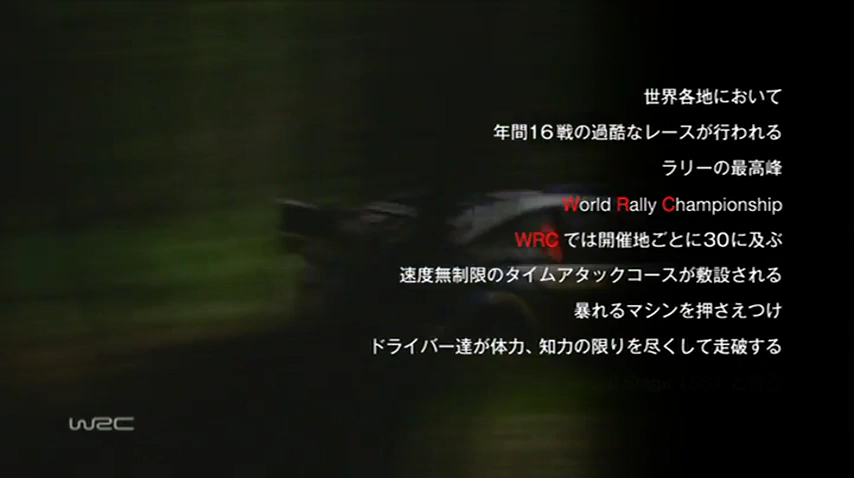 世界各地において
年間16戦の過酷なレースが行われる
ラリーの最高峰
World Rally Championship
WRCでは開催地ごとに30に及ぶ
速度無制限のタイムアタックコースが敷設される
暴れるマシンを押さえつけ
ドライバー達が体力、知力の限りを尽くして走破する
WRC